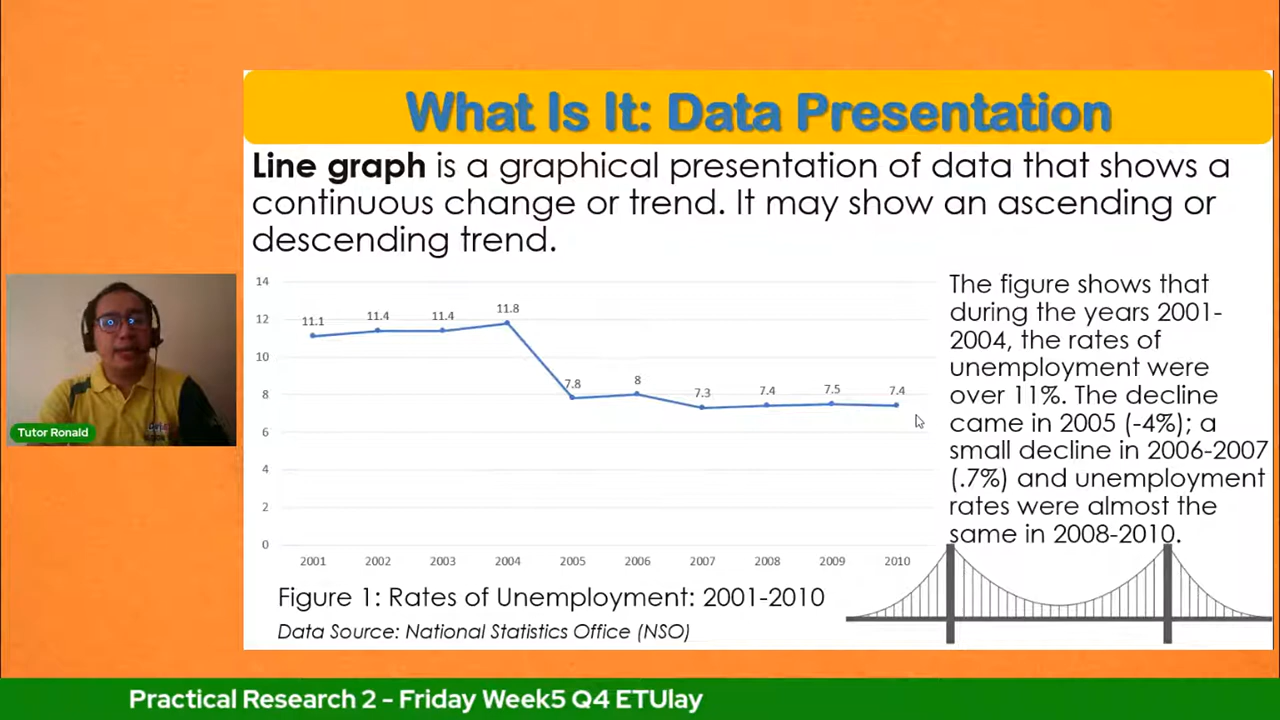 What Is It: Data Presentation
Line graph is a graphical presentation of data that shows a
continuous change or trend. It may show an ascending or
descending trend.
14
12
10
8
6
4
2
0
11.1
11.4
11.4
11.8
7.8
8
7.3
7.4
7.5
7.4
2001
2002
2003
2004
2005
2006
2007
2008
2009
2010
The figure shows that
during the years 2001-
2004, the rates of
unemployment were
over 11%. The decline
came in 2005 (-4%); a
small decline in 2006-2007
(.7%) and unemployment
rates were almost the
same in 2008-2010.
Figure 1: Rates of Unemployment: 2001-2010
Data Source: National Statistics Office (NSO)
Tutor Ronald
Practical Research 2 - Friday Week5 Q4 ETUlay